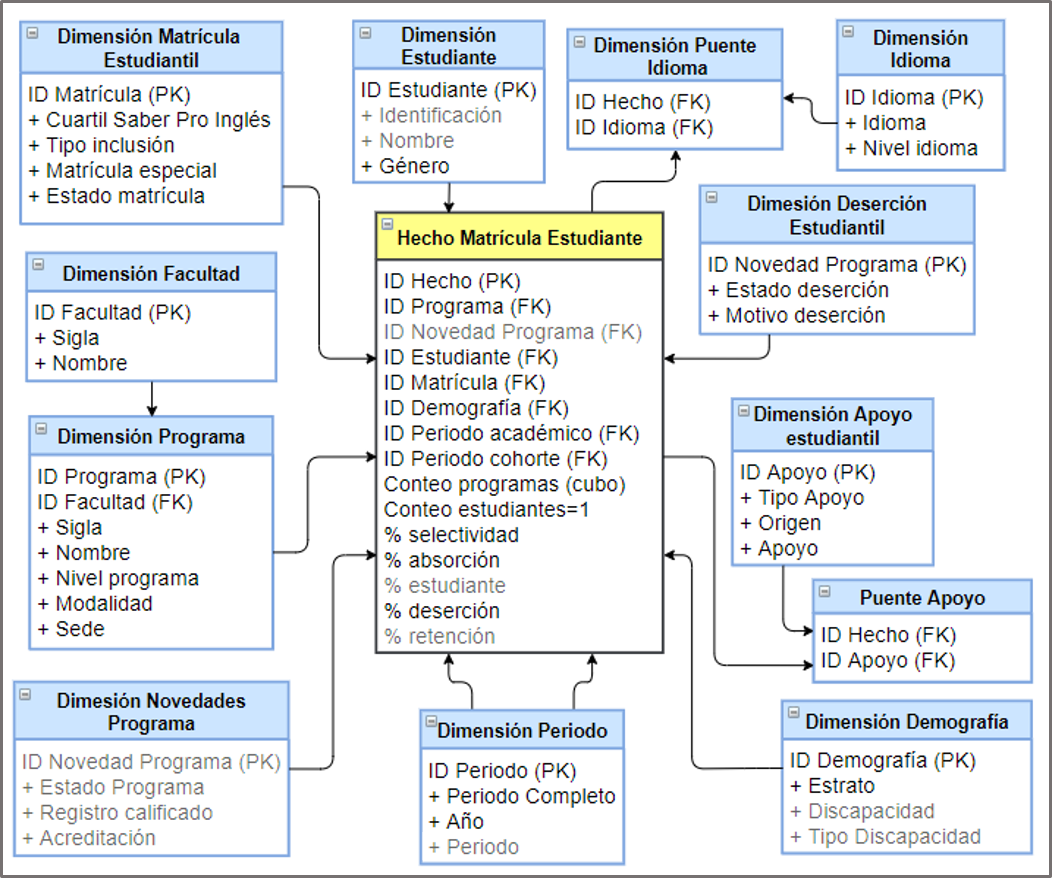 Dimensión Matrícula
Estudiantil
ID Matrícula (PK)
+ Cuartil Saber Pro Inglés
+ Tipo inclusión
+ Matrícula especial
+ Estado matrícula
Dimensión
Estudiante
ID Estudiante (PK)
+ Identificación
+ Nombre
+ Género
Dimensión Puente
Idioma
ID Hecho (FK)
ID Idioma (FK)
Dimensión
Idioma
ID Idioma (PK)
+ Idioma
+ Nivel idioma
Dimensión Facultad
ID Facultad (PK)
+ Sigla
+ Nombre
Hecho Matrícula Estudiante
ID Hecho (PK)
ID Programa (FK)
ID Novedad Programa (FK)
ID Estudiante (FK)
ID Matrícula (FK)
ID Demografía (FK)
ID Periodo académico (FK)
ID Periodo cohorte (FK)
Conteo programas (cubo)
Conteo estudiantes=1
% selectividad
% absorción
% estudiante
% deserción
% retención
Dimesión Deserción
Estudiantil
ID Novedad Programa (PK)
+ Estado deserción
+ Motivo deserción
Dimensión Programa
ID Programa (PK)
ID Facultad (FK)
+ Sigla
+ Nombre
+ Nivel programa
+ Modalidad
+ Sede
Dimensión Apoyo
estudiantil
ID Apoyo (PK)
+ Tipo Apoyo
+ Origen
+ Apoyo
Puente Apoyo
ID Hecho (FK)
ID Apoyo (FK)
Dimesión Novedades
Programa
ID Novedad Programa (PK)
+ Estado Programa
+ Registro calificado
+ Acreditación
Dimensión Periodo
ID Periodo (PK)
+ Periodo Completo
+ Año
+ Periodo
Dimensión Demografía
ID Demografía (PK)
+ Estrato
+ Discapacidad
+ Tipo Discapacidad